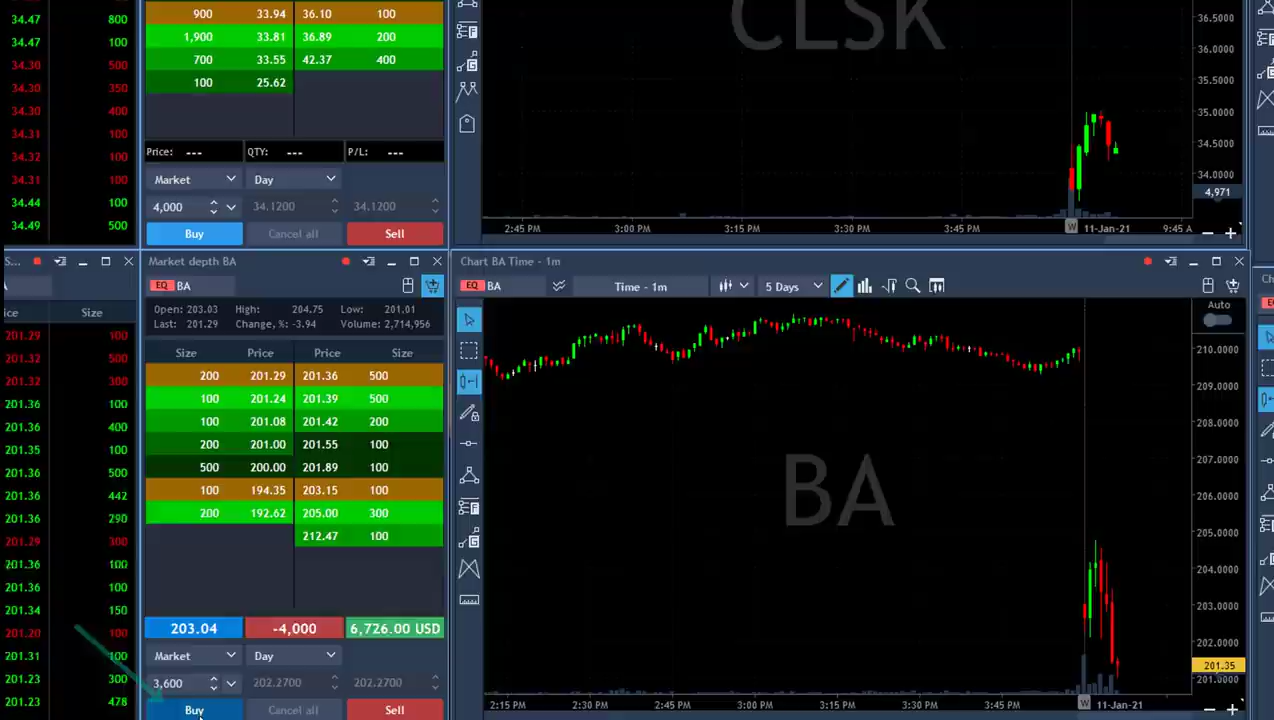 34.47 800
34.47 100
34.30 500
34.30 350
34.30 400
34.31 100
34.32 100
34.31 100
34.44 100
34.49 500
900 33.94 36.10 100
1,900 33.81 36.89 200
700 33.55 42.37 400
100 25.62
Price: --- QTY: --- P/L: ---
Market Day
4,000 34.1200 34.1200
Buy Cancel all Sell
CLSK
36.5000
36.0000
35.5000
35.0000
34.5000
34.0000
4,971
2:45 PM 3:00 PM 3:15 PM 3:30 PM 3:45 PM W 11-Jan-21 9:45 A
S...
Size
201.29 100
201.32 500
201.29 300
201.36 100
201.36 400
201.35 100
201.36 500
201.36 442
201.36 290
201.29 300
201.36 100
201.36 100
201.34 150
201.20 100
201.31 100
201.23 300
201.23 478
Market depth BA
EQ BA
Open: 203.03 High: 204.75 Low: 201.01
Last: 201.29 Change, %: -3.94 Volume: 2,714,956
Size Price Price Size
200 201.29 201.36 500
100 201.24 201.39 500
100 201.08 201.42 200
200 201.00 201.55 100
500 200.00 201.89 100
100 194.35 203.15 100
200 192.62 205.00 300
212.47 100
203.04 -4,000 6,726.00 USD
Market Day
3,600 202.2700 202.2700
Buy Cancel all Sell
Chart BA Time - 1m
EQ BA Time - 1m 5 Days
Auto
BA
210.0000
209.0000
208.0000
207.0000
206.0000
205.0000
204.0000
203.0000
202.0000
201.35
201.0000
2:15 PM 2:30 PM 2:45 PM 3:00 PM 3:15 PM 3:30 PM 3:45 PM W 11-Jan-21